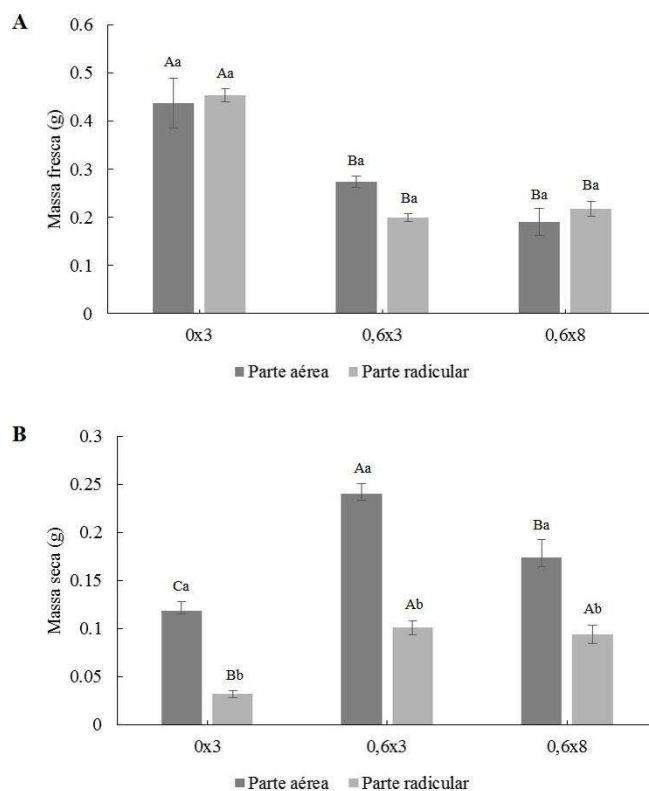 A
Massa fresca (g)
0.6
0.5
0.4
0.3
0.2
0.1
0
Aa Aa
Ba Ba
Ba Ba
0x3 0,6x3 0,6x8
Parte aérea Parte radicular
B
Massa seca (g)
0.3
0.25
0.2
0.15
0.1
0.05
0
Ca Bb
Aa Ab
Ba Ab
0x3 0,6x3 0,6x8
Parte aérea Parte radicular